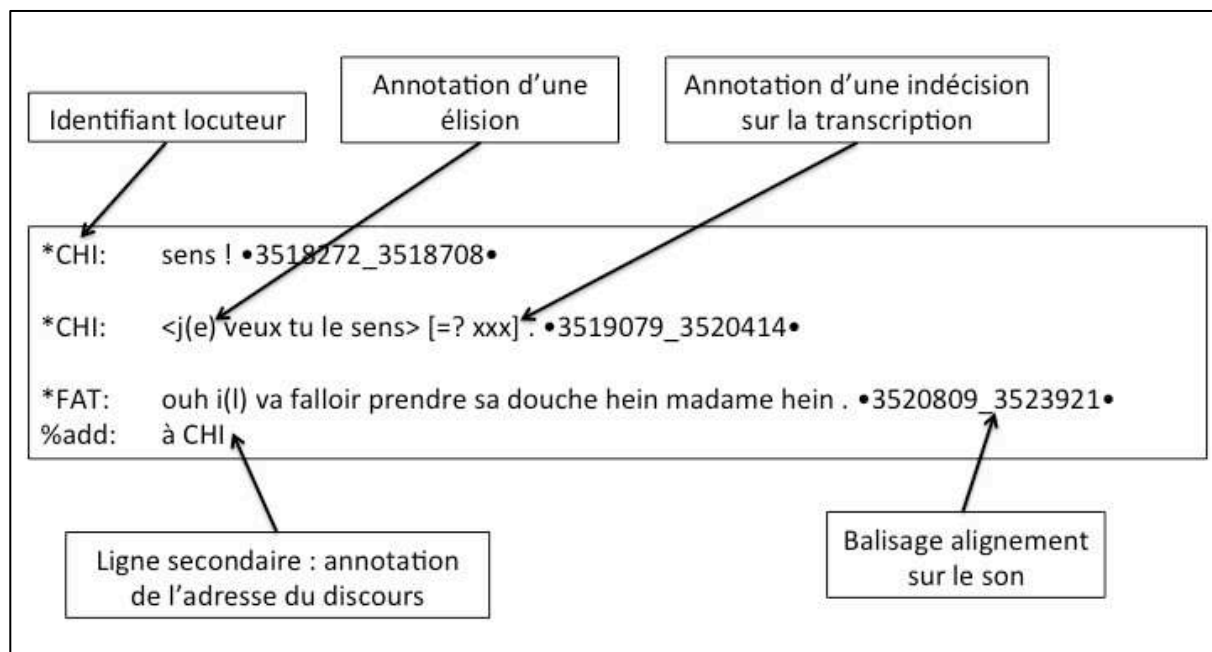 Identifiant locuteur
Annotation d’une
élision
Annotation d’une indécision
sur la transcription
*CHI: sens ! •3518272_3518708•
*CHI: <j(e) veux tu le sens> [=? xxx] . •3519079_3520414•
*FAT: ouh i(l) va falloir prendre sa douche hein madame hein . •3520809_3523921•
%add: à CHI
Ligne secondaire : annotation
de l’adresse du discours
Balisage alignement
sur le son